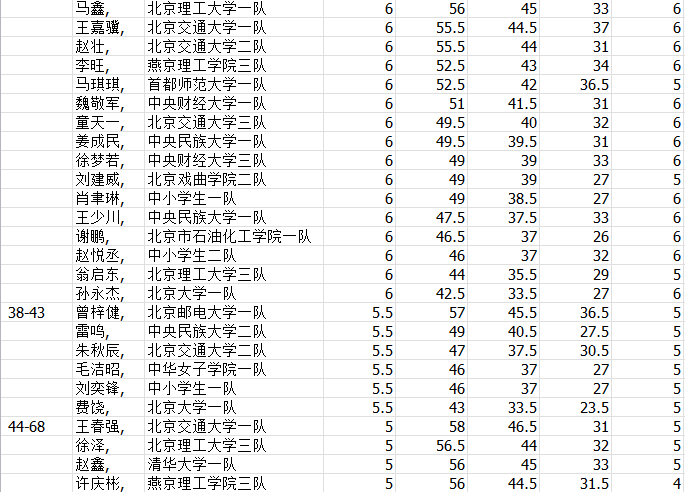 马鑫, 北京理工大学一队 6 56 45 33 6
王嘉骥, 北京交通大学一队 6 55.5 44.5 37 6
赵壮, 北京交通大学二队 6 55.5 44 31 6
李旺, 燕京理工学院三队 6 52.5 43 34 6
马琪琪, 首都师范大学一队 6 52.5 42 36.5 5
魏敬军, 中央财经大学一队 6 51 41.5 31 6
童天一, 北京交通大学三队 6 49.5 40 32 6
姜成民, 中央民族大学一队 6 49.5 39.5 31 6
徐梦若, 中央财经大学三队 6 49 39 33 6
刘建威, 北京戏曲学院二队 6 49 39 27 5
肖聿琳, 中小学生一队 6 49 38.5 27 6
王少川, 中央民族大学一队 6 47.5 37.5 33 6
谢鹏, 北京市石油化工学院一队 6 46.5 37 26 6
赵悦丞, 中小学生二队 6 46 37 32 6
翁启东, 北京理工大学三队 6 44 35.5 29 5
孙永杰, 北京大学一队 6 42.5 33.5 27 6
38-43 曾梓健, 北京邮电大学一队 5.5 57 45.5 36.5 5
雷鸣, 中央民族大学二队 5.5 49 40.5 27.5 5
朱秋辰, 北京交通大学二队 5.5 47 37.5 30.5 5
毛洁昭, 中华女子学院一队 5.5 46 37 27 5
刘奕锋, 中小学生一队 5.5 46 37 27 5
费饶, 北京大学一队 5.5 43 33.5 23.5 5
44-68 王春强, 北京交通大学一队 5 58 46.5 31 5
徐泽, 北京理工大学三队 5 56.5 44 32 5
赵鑫, 清华大学一队 5 56 45 33 5
许庆彬, 燕京理工学院三队 5 56 44.5 31.5 4